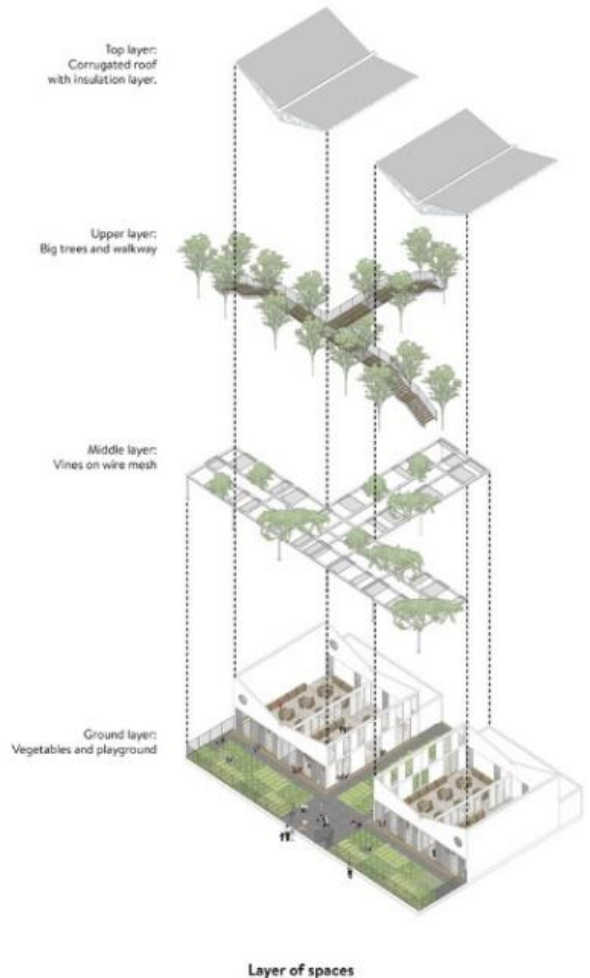 Top layer:
Corrugated roof
with insulation layer.
Upper layer:
Big trees and walkway
Middle layer:
Vines on wire mesh
Ground layer:
Vegetables and playground
Layer of spaces